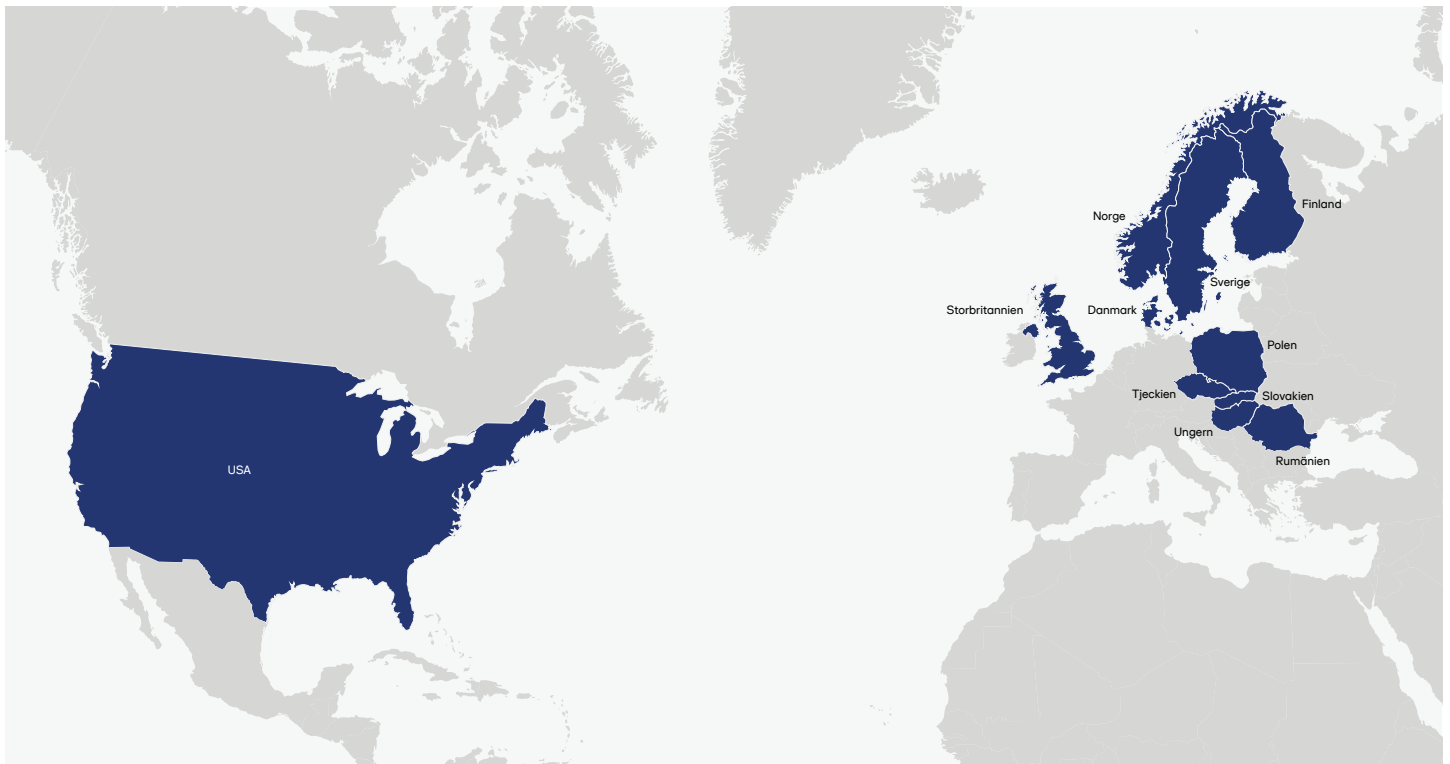 Norge
Finland
Sverige
Storbritannien
Danmark
Polen
Tjeckien
Slovakien
Ungern
Rumänien
USA